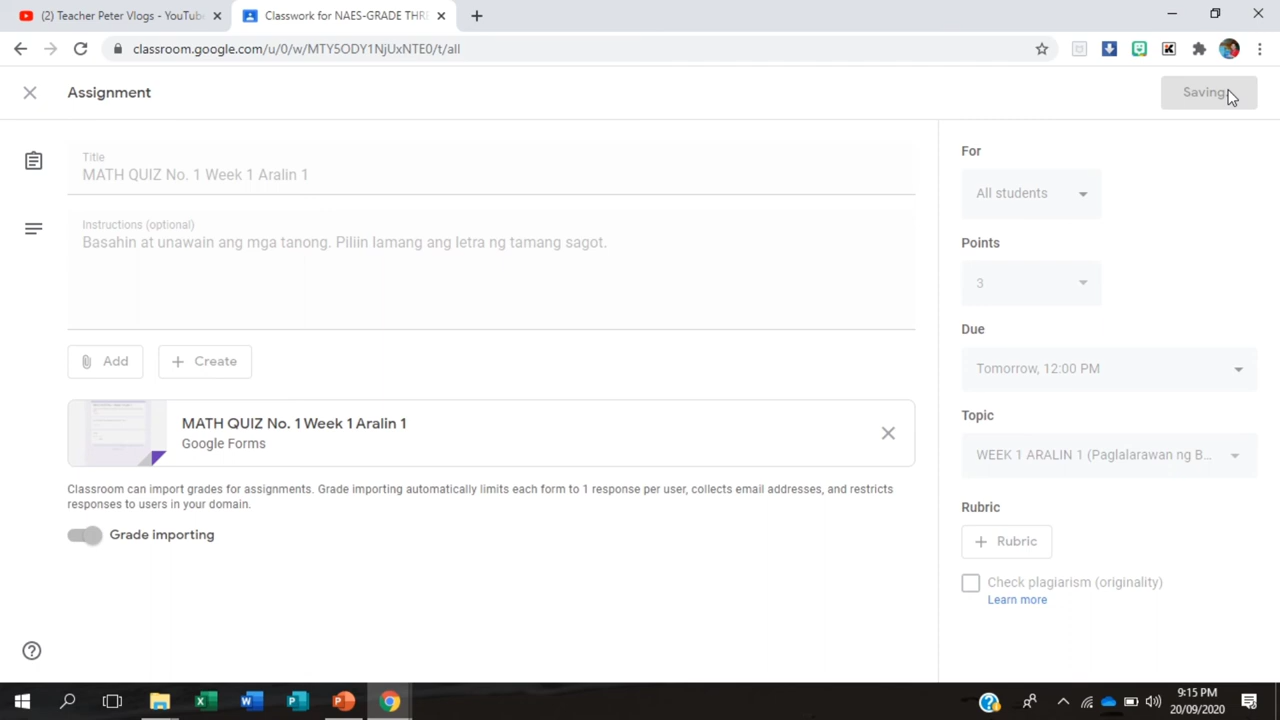 (2) Teacher Peter Vlogs - YouTube
Classwork for NAES-GRADE THRE
classroom.google.com/u/0/w/MTY5ODY1NjUxNTE0/t/all
Assignment
Saving
Title
MATH QUIZ No. 1 Week 1 Aralin 1
Instructions (optional)
Basahin at unawain ang mga tanong. Piliin lamang ang letra ng tamang sagot.
Add
Create
MATH QUIZ No. 1 Week 1 Aralin 1
Google Forms
Classroom can import grades for assignments. Grade importing automatically limits each form to 1 response per user, collects email addresses, and restricts
responses to users in your domain.
Grade importing
For
All students
Points
3
Due
Tomorrow, 12:00 PM
Topic
WEEK 1 ARALIN 1 (Paglalarawan ng B...
Rubric
Rubric
Check plagiarism (originality)
Learn more
9:15 PM
20/09/2020